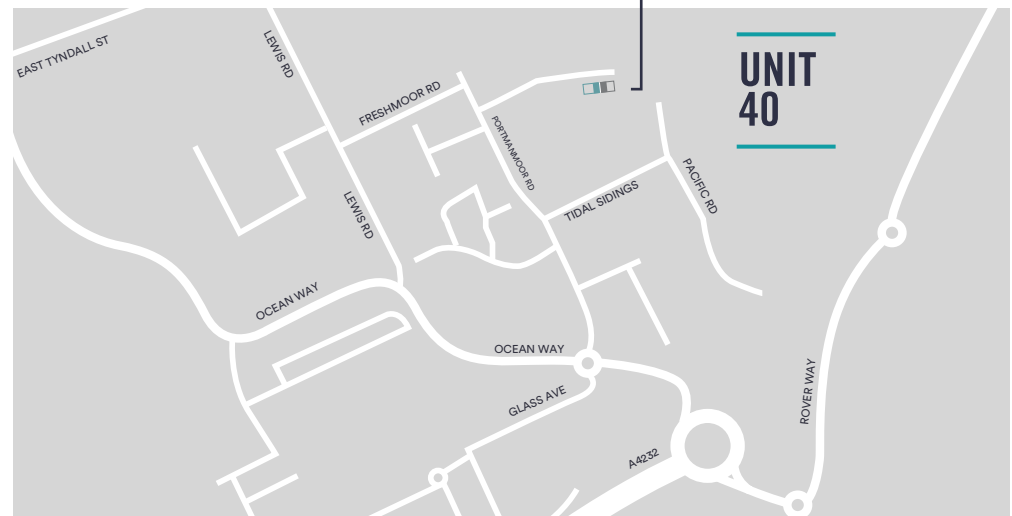 EAST TYNDALL ST
LEWIS RD
FRESHMOOR RD
UNIT
40
PORTMANMOOR RD
LEWIS RD
TIDAL SIDINGS
PACIFIC RD
OCEAN WAY
OCEAN WAY
GLASS AVE
ROVER WAY
A4232